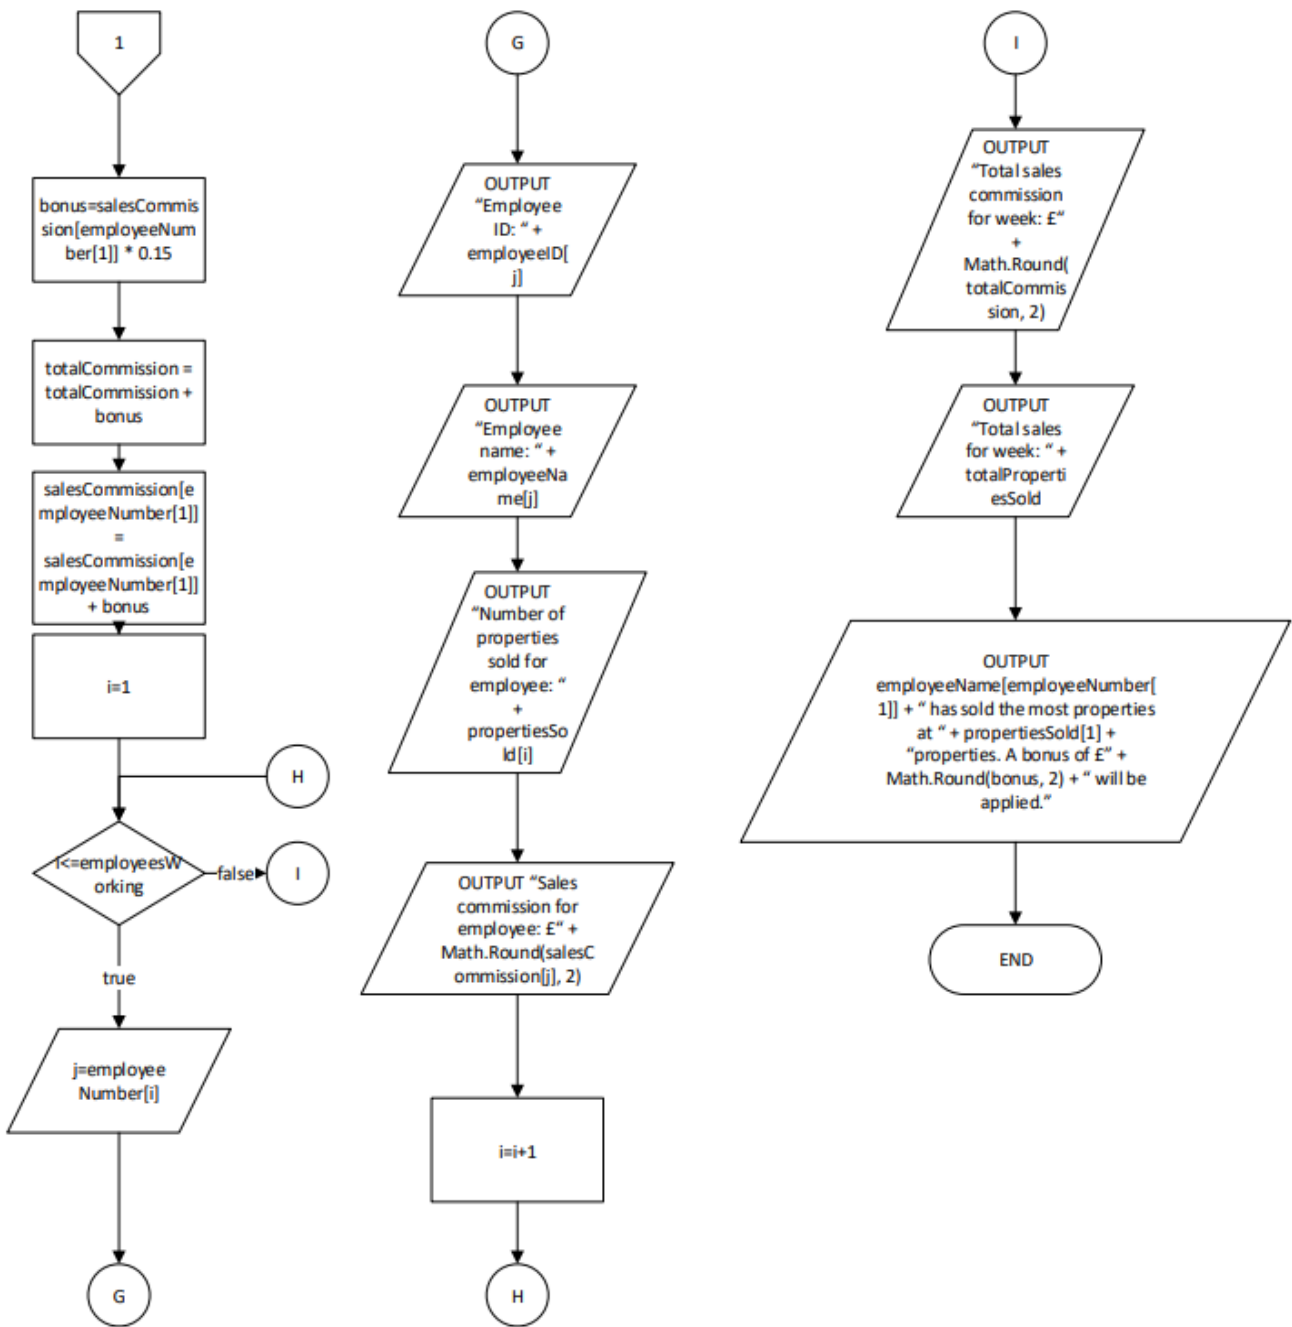 1
bonus=salesCommis
sion[employeeNum
ber[1]] * 0.15
totalCommission =
totalCommission +
bonus
salesCommission[e
mployeeNumber[1]]
=
salesCommission[e
mployeeNumber[1]]
+ bonus
i=1
H
i<=employeesW
orking
false
I
true
j=employee
Number[i]
G
G
OUTPUT
“Employee
ID: “ +
employeeID[
j]
OUTPUT
“Employee
name: “ +
employeeNa
me[j]
OUTPUT
“Number of
properties
sold for
employee: “
+
propertiesSo
ld[i]
OUTPUT “Sales
commission for
employee: £“ +
Math.Round(salesC
ommission[j], 2)
i=i+1
H
I
OUTPUT
“Total sales
commission
for week: £“
+
Math.Round(
totalCommis
sion, 2)
OUTPUT
“Total sales
for week: “ +
totalProperti
esSold
OUTPUT
employeeName[employeeNumber[
1]] + “ has sold the most properties
at “ + propertiesSold[1] +
“properties. A bonus of £” +
Math.Round(bonus, 2) + “ will be
applied.”
END